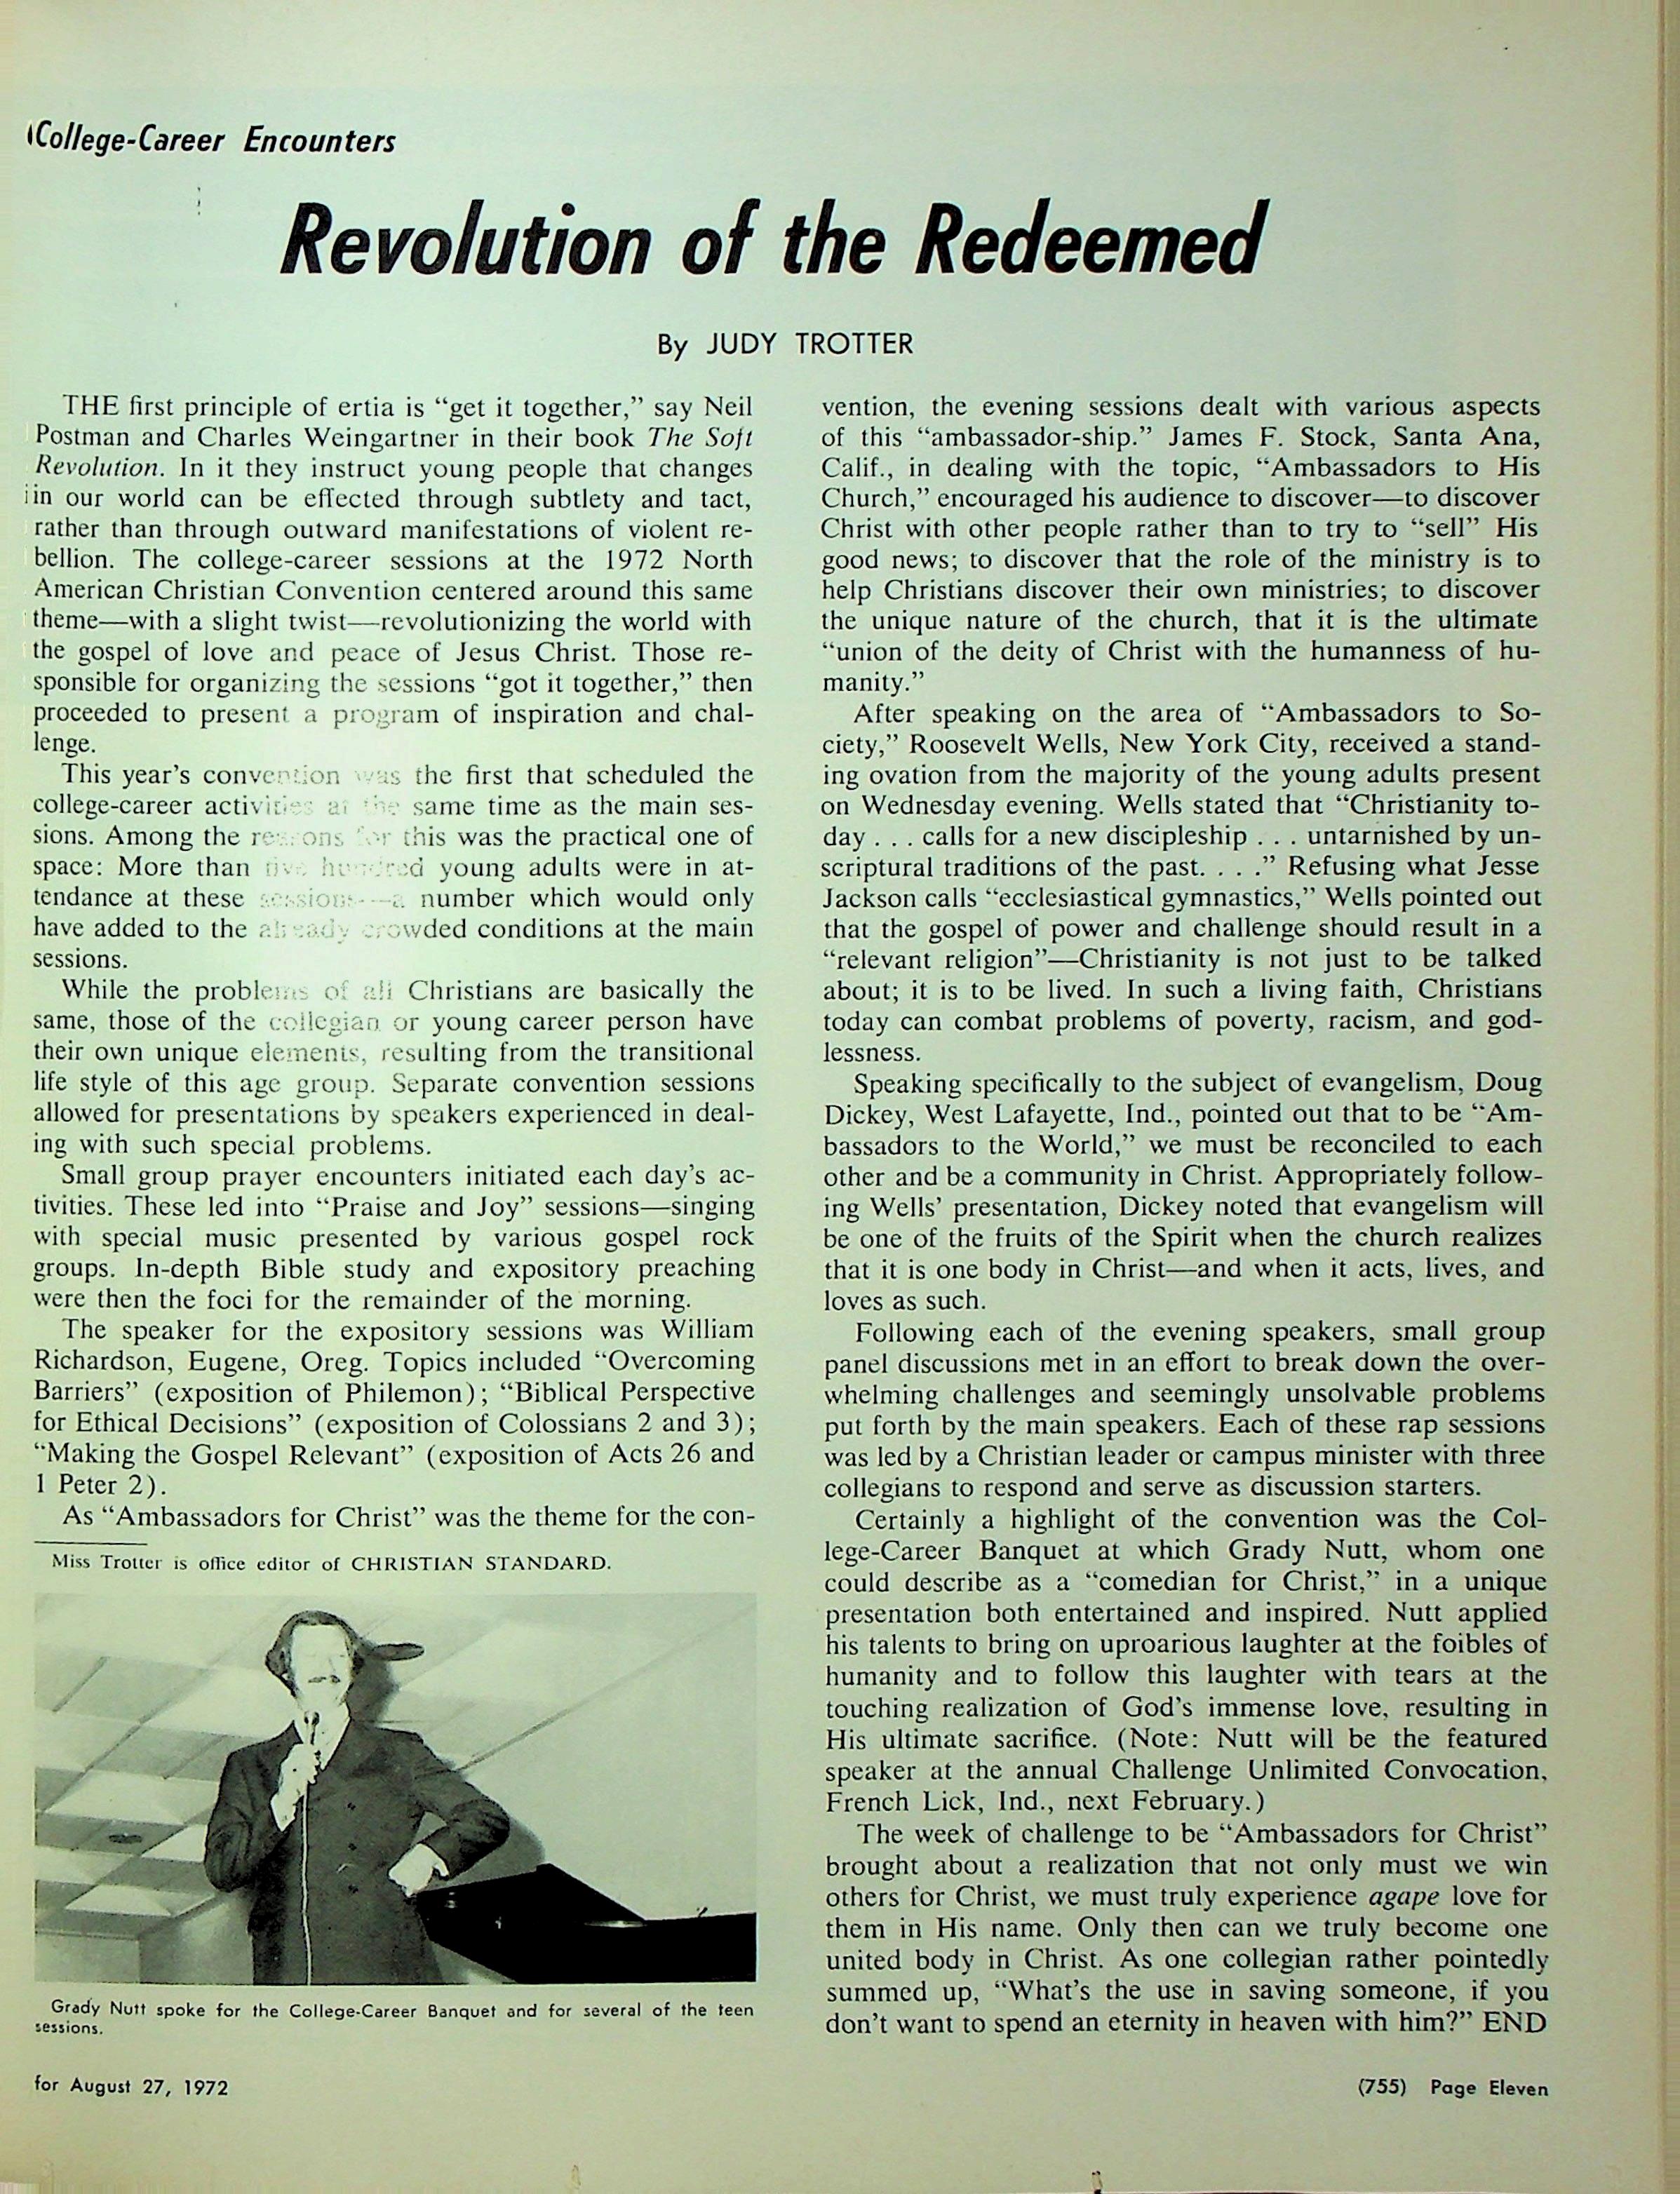 College-Career Encounters
Revolution of the Redeemed
By JUDY TROTTER
THE first principle of ertia is “get it together,” say Neil
Postman and Charles Weingartner in their book The Soft
Revolution. In it they instruct young people that changes
in our world can be effected through subtlety and tact,
rather than through outward manifestations of violent re-
bellion. The college-career sessions at the 1972 North
American Christian Convention centered around this same
theme—with a slight twist—revolutionizing the world with
the gospel of love and peace of Jesus Christ. Those re-
sponsible for organizing the sessions “got it together,” then
proceeded to present a program of inspiration and chal-
lenge.
This year’s convention was the first that scheduled the
college-career activities at the same time as the main ses-
sions. Among the reasons for this was the practical one of
space: More than five hundred young adults were in at-
tendance at these sessions—a number which would only
have added to the already crowded conditions at the main
sessions.
While the problems of all Christians are basically the
same, those of the collegian or young career person have
their own unique elements, resulting from the transitional
life style of this age group. Separate convention sessions
allowed for presentations by speakers experienced in deal-
ing with such special problems.
Small group prayer encounters initiated each day’s ac-
tivities. These led into “Praise and Joy” sessions—singing
with special music presented by various gospel rock
groups. In-depth Bible study and expository preaching
were then the foci for the remainder of the morning.
The speaker for the expository sessions was William
Richardson, Eugene, Oreg. Topics included “Overcoming
Barriers” (exposition of Philemon); “Biblical Perspective
for Ethical Decisions” (exposition of Colossians 2 and 3);
“Making the Gospel Relevant” (exposition of Acts 26 and
1 Peter 2).
As “Ambassadors for Christ” was the theme for the con-
Miss Trotter is office editor of CHRISTIAN STANDARD.
Grady Nutt spoke for the College-Career Banquet and for several of the teen
sessions.
vention, the evening sessions dealt with various aspects
of this “ambassador-ship.” James F. Stock, Santa Ana,
Calif., in dealing with the topic, “Ambassadors to His
Church,” encouraged his audience to discover—to discover
Christ with other people rather than to try to “sell” His
good news; to discover that the role of the ministry is to
help Christians discover their own ministries; to discover
the unique nature of the church, that it is the ultimate
“union of the deity of Christ with the humanness of hu-
manity.”
After speaking on the area of “Ambassadors to So-
ciety,” Roosevelt Wells, New York City, received a stand-
ing ovation from the majority of the young adults present
on Wednesday evening. Wells stated that “Christianity to-
day . . . calls for a new discipleship . . . untarnished by un-
scriptural traditions of the past. . . .” Refusing what Jesse
Jackson calls “ecclesiastical gymnastics,” Wells pointed out
that the gospel of power and challenge should result in a
“relevant religion”—Christianity is not just to be talked
about; it is to be lived. In such a living faith, Christians
today can combat problems of poverty, racism, and god-
lessness.
Speaking specifically to the subject of evangelism, Doug
Dickey, West Lafayette, Ind., pointed out that to be “Am-
bassadors to the World,” we must be reconciled to each
other and be a community in Christ. Appropriately follow-
ing Wells’ presentation, Dickey noted that evangelism will
be one of the fruits of the Spirit when the church realizes
that it is one body in Christ—and when it acts, lives, and
loves as such.
Following each of the evening speakers, small group
panel discussions met in an effort to break down the over-
whelming challenges and seemingly unsolvable problems
put forth by the main speakers. Each of these rap sessions
was led by a Christian leader or campus minister with three
collegians to respond and serve as discussion starters.
Certainly a highlight of the convention was the Col-
lege-Career Banquet at which Grady Nutt, whom one
could describe as a “comedian for Christ,” in a unique
presentation both entertained and inspired. Nutt applied
his talents to bring on uproarious laughter at the foibles of
humanity and to follow this laughter with tears at the
touching realization of God’s immense love, resulting in
His ultimate sacrifice. (Note: Nutt will be the featured
speaker at the annual Challenge Unlimited Convocation,
French Lick, Ind., next February.)
The week of challenge to be “Ambassadors for Christ”
brought about a realization that not only must we win
others for Christ, we must truly experience agape love for
them in His name. Only then can we truly become one
united body in Christ. As one collegian rather pointedly
summed up, “What’s the use in saving someone, if you
don’t want to spend an eternity in heaven with him?” END
for August 27, 1972
(755) Page Eleven